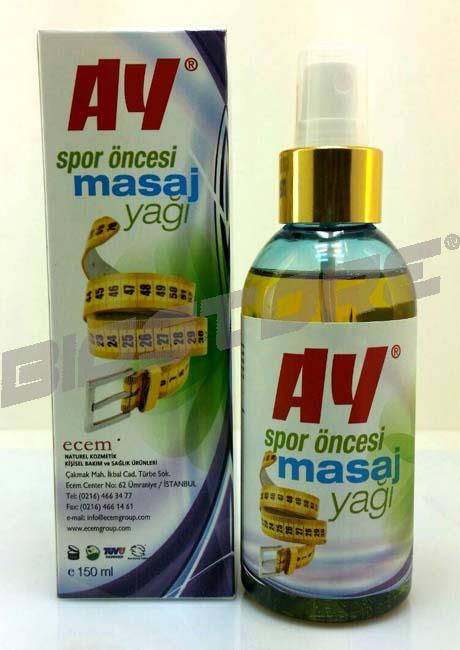 AY®
spor öncesi
masaj
yağı
ecem
NATUREL KOZMETİK
KİŞİSEL BAKIM ve SAĞLIK ÜRÜNLERİ
Çakmak Mah. İkbal Cad. Türbe Sok.
Ecem Center No: 62 Ümraniye / İSTANBUL
Tel: (0216) 466 34 77
Fax: (0216) 466 14 61
e-mail: info@ecemgroup.com
www.ecemgroup.com
e 150 ml
AY®
spor öncesi
masaj
yağı